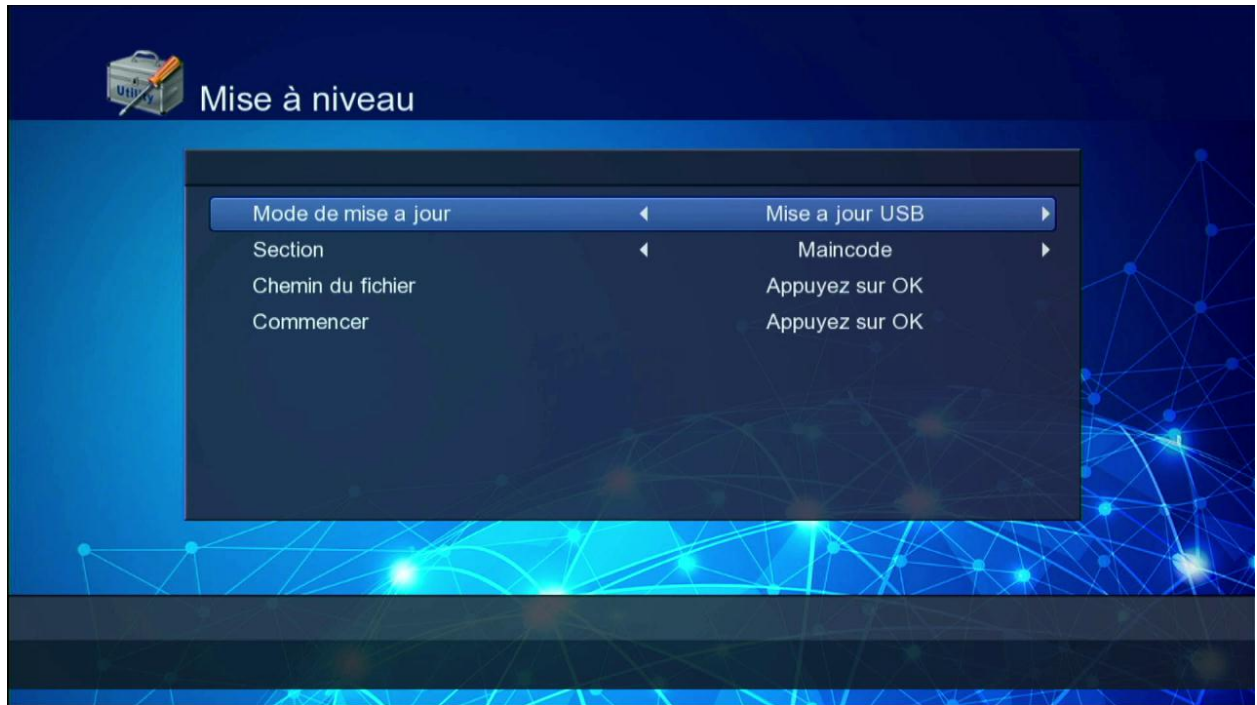 Utility
Mise à niveau
Mode de mise a jour Mise a jour USB
Section Maincode
Chemin du fichier Appuyez sur OK
Commencer Appuyez sur OK